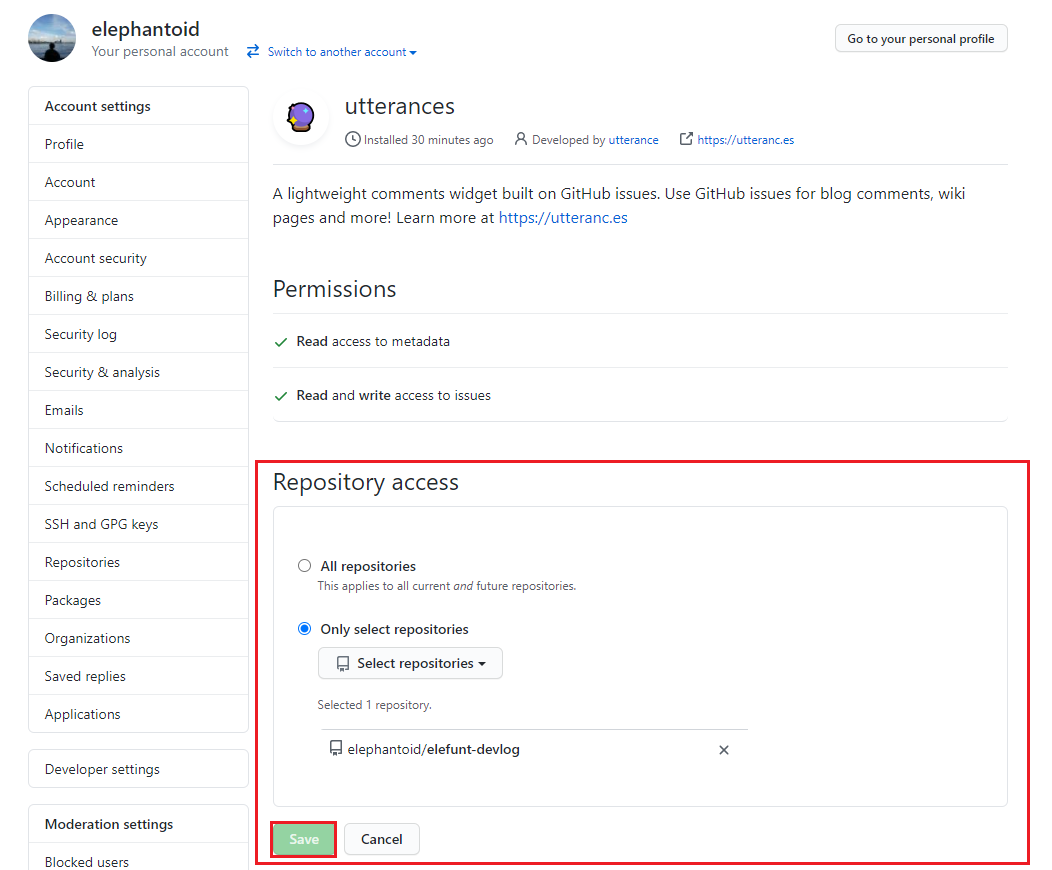 elephantoid
Your personal account
Switch to another account
Go to your personal profile
Account settings
Profile
Account
Appearance
Account security
Billing & plans
Security log
Security & analysis
Emails
Notifications
Scheduled reminders
SSH and GPG keys
Repositories
Packages
Organizations
Saved replies
Applications
Developer settings
Moderation settings
Blocked users
utterances
Installed 30 minutes ago
Developed by utterance
https://utteranc.es
A lightweight comments widget built on GitHub issues. Use GitHub issues for blog comments, wiki
pages and more! Learn more at https://utteranc.es
Permissions
Read access to metadata
Read and write access to issues
Repository access
All repositories
This applies to all current and future repositories.
Only select repositories
Select repositories
Selected 1 repository.
elephantoid/elefunt-devlog
Save
Cancel